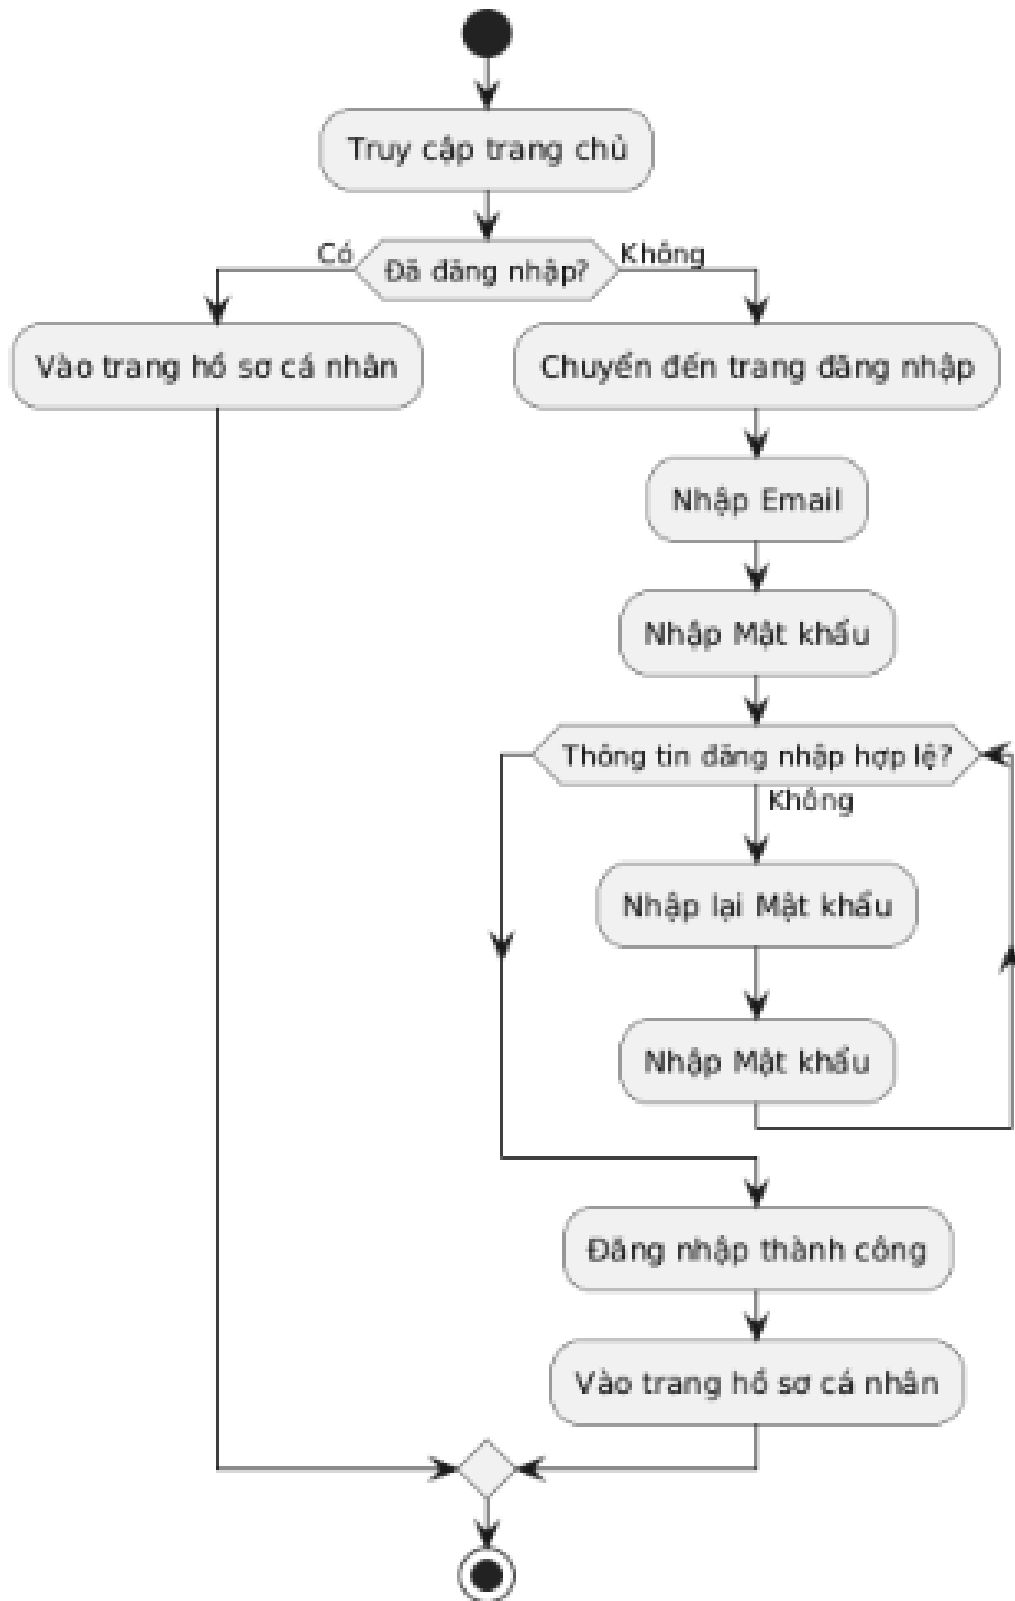 Truy cập trang chủ
Có
Đã đăng nhập?
Không
Vào trang hồ sơ cá nhân
Chuyển đến trang đăng nhập
Nhập Email
Nhập Mật khẩu
Thông tin đăng nhập hợp lệ?
Không
Nhập lại Mật khẩu
Nhập Mật khẩu
Đăng nhập thành công
Vào trang hồ sơ cá nhân